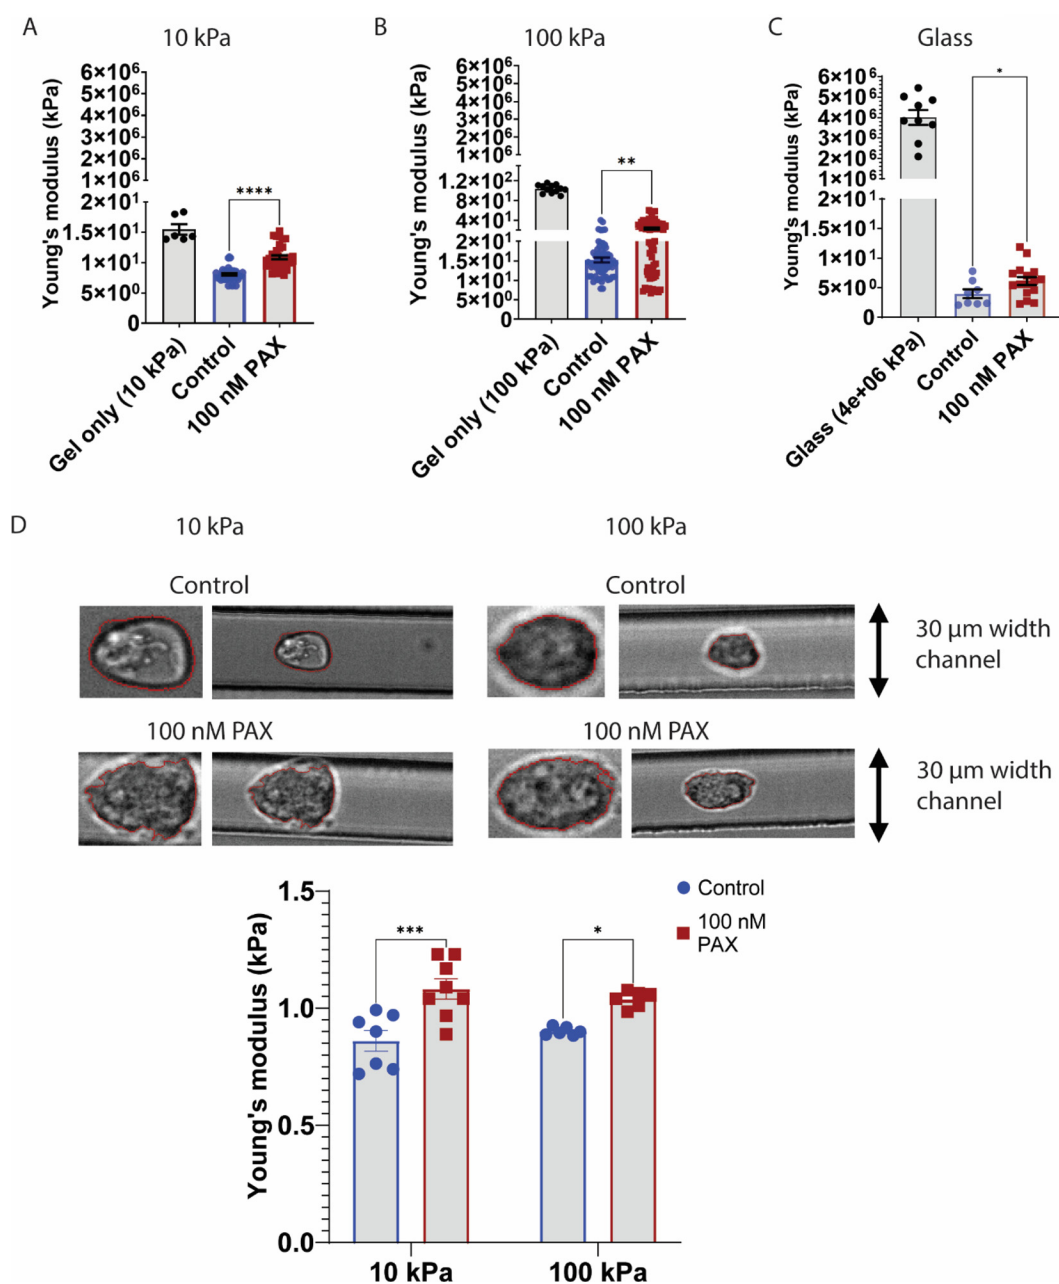 A
10 kPa
Young's modulus (kPa)
6×10⁶
5×10⁶
4×10⁶
3×10⁶
2×10⁶
1×10⁶
2×10¹
1.5×10¹
1×10¹
5×10⁰
0
****
Gel only (10 kPa)
Control
100 nM PAX
B
100 kPa
Young's modulus (kPa)
6×10⁶
5×10⁶
4×10⁶
3×10⁶
2×10⁶
1×10⁶
1.2×10²
8×10¹
4×10¹
2×10¹
1.5×10¹
1×10¹
5×10⁰
0
**
Gel only (100 kPa)
Control
100 nM PAX
C
Glass
Young's modulus (kPa)
6×10⁶
5×10⁶
4×10⁶
3×10⁶
2×10⁶
1×10⁶
2×10¹
1.5×10¹
1×10¹
5×10⁰
0
*
Glass (4e+06 kPa)
Control
100 nM PAX
D
10 kPa
100 kPa
Control
Control
30 µm width
channel
100 nM PAX
100 nM PAX
30 µm width
channel
Young's modulus (kPa)
1.5
1.0
0.5
0.0
***
*
Control
100 nM
PAX
10 kPa
100 kPa